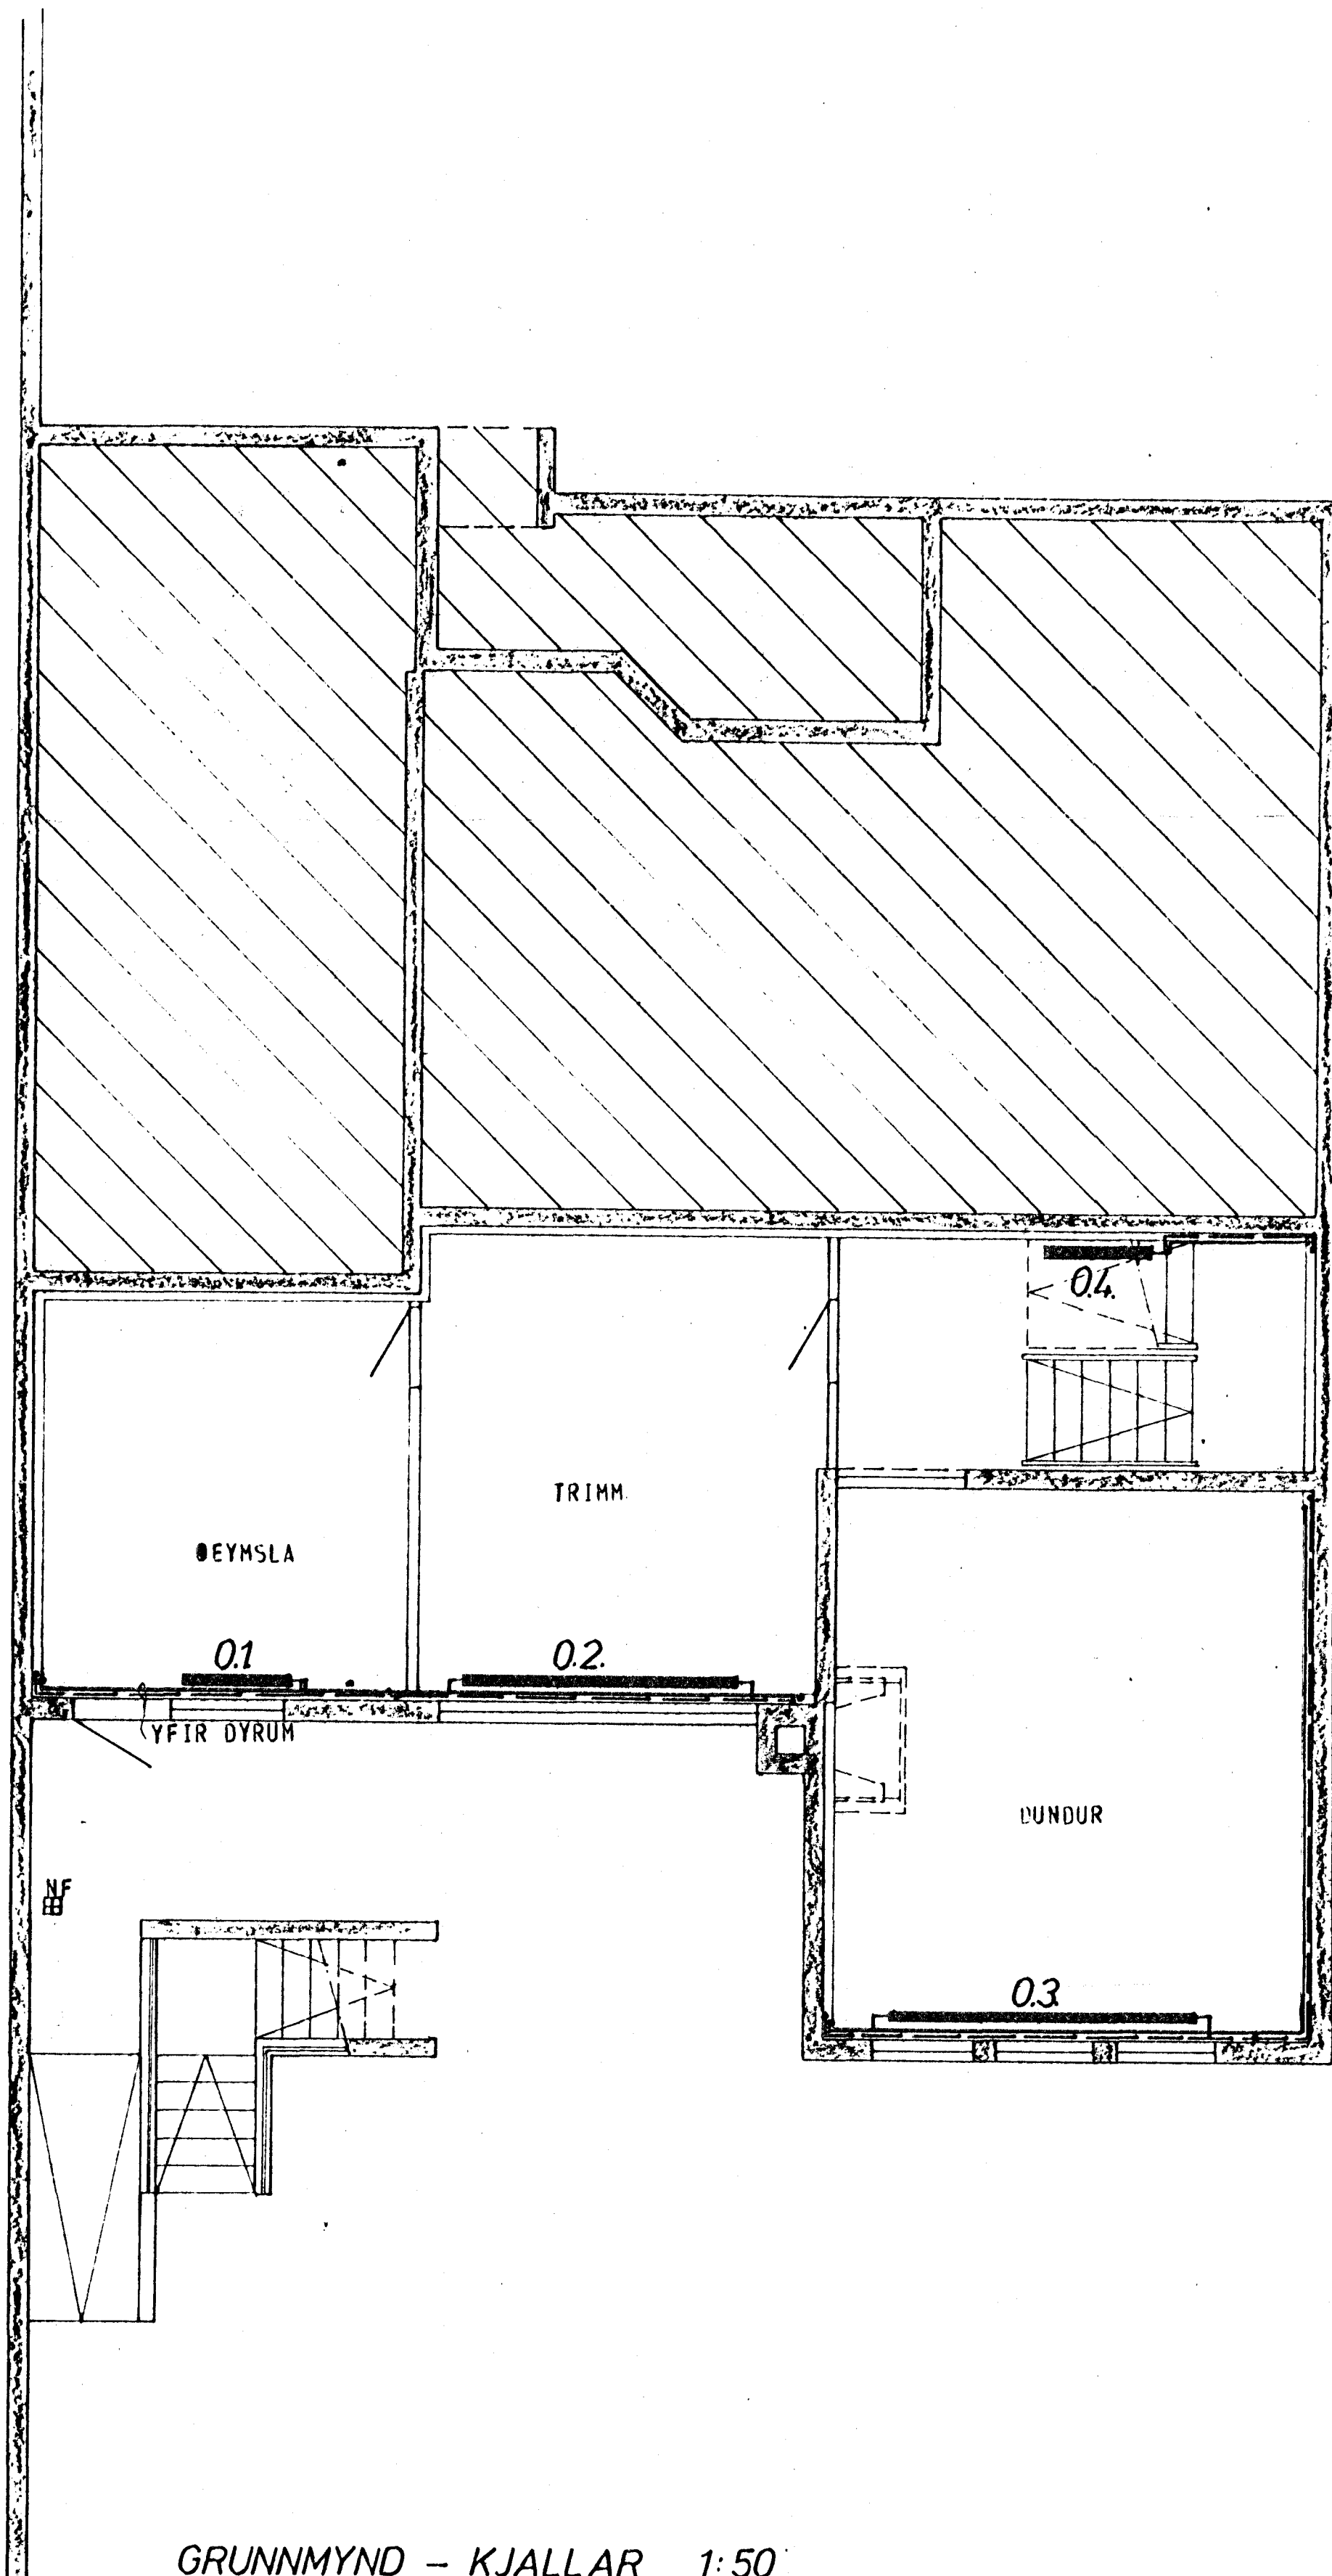 0.4.
TRIMM
GEYMSLA
0.1
0.2.
YFIR DYRUM
DUNDUR
NF
0.3.
GRUNNMYND – KJALLAR 1:50